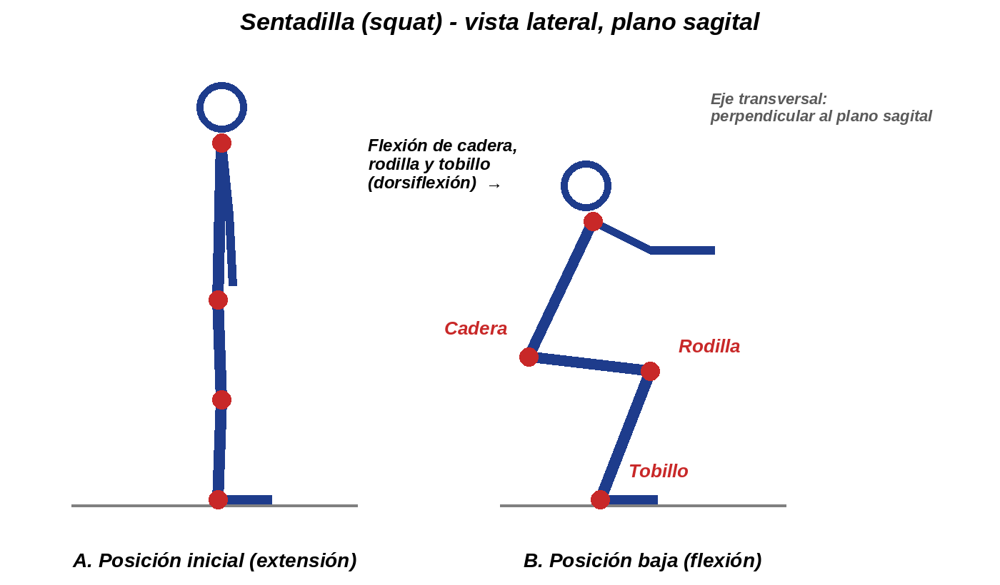 Sentadilla (squat) - vista lateral, plano sagital
Eje transversal:
perpendicular al plano sagital
Flexión de cadera,
rodilla y tobillo
(dorsiflexión) →
Cadera
Rodilla
Tobillo
A. Posición inicial (extensión)
B. Posición baja (flexión)